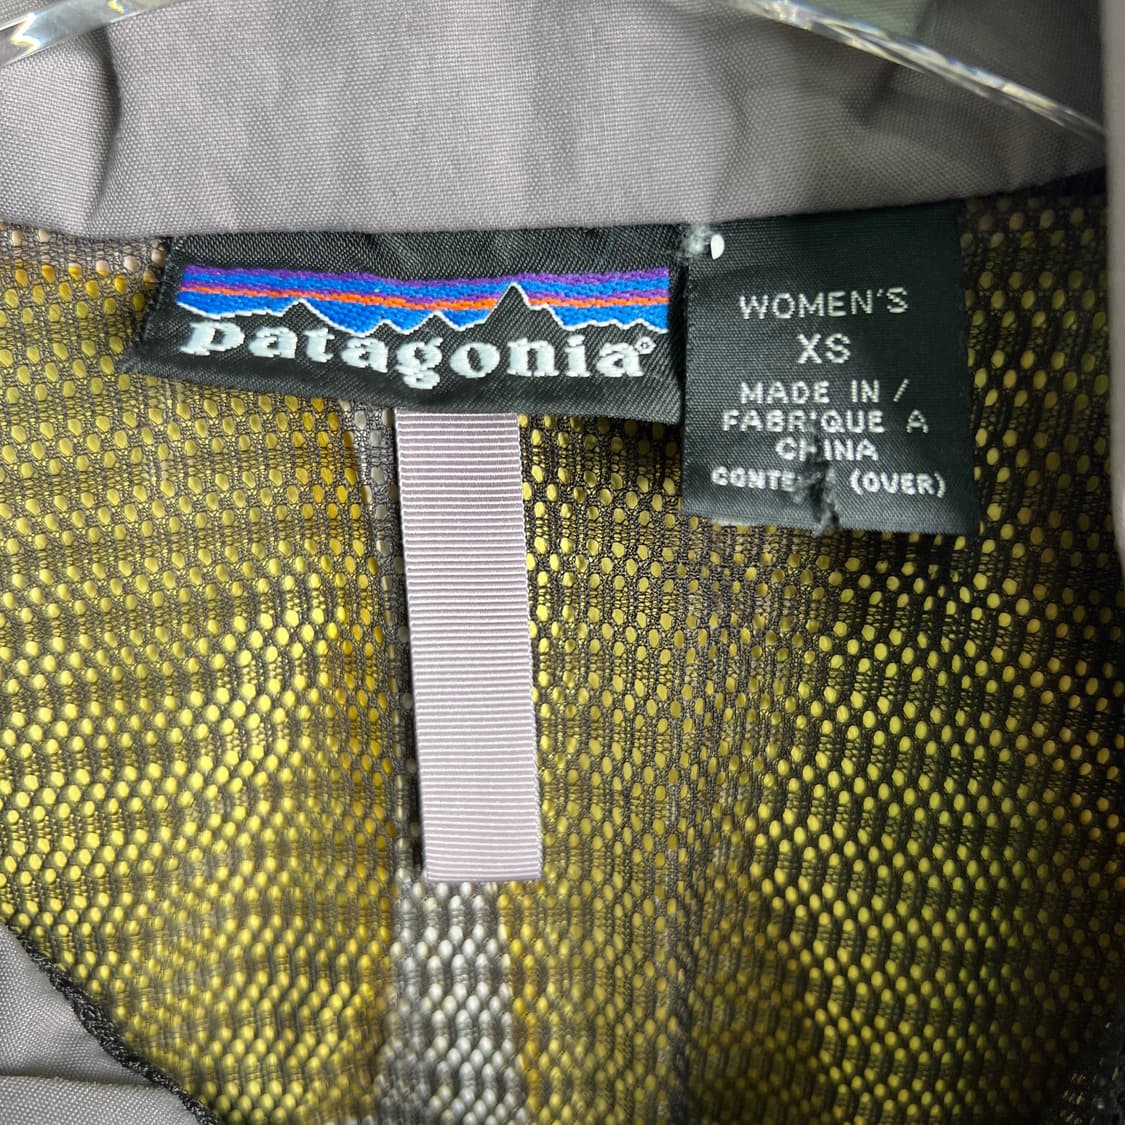 patagonia®
WOMEN'S
XS
MADE IN /
FABRIQUE A
CHINA
(OVER)